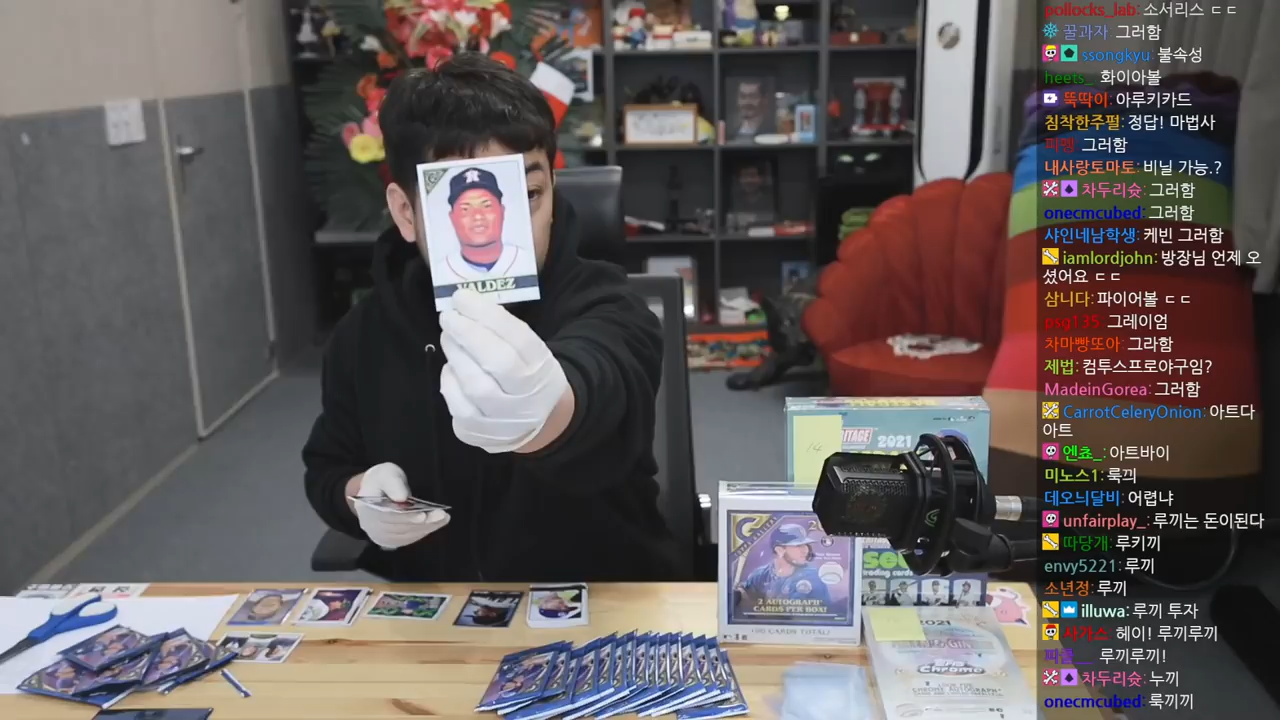 pollocks_lab: 소서리스 ㄷㄷ
꿀과자: 그러함
ssongkyu: 불속성
heets_: 화이아볼
뚝딱이: 아루키카드
침착한주펄: 정답! 마법사
그러함
내사랑토마토: 비닐 가능.?
차두리슛: 그러함
onecmcubed: 그러함
샤인네남학생: 케빈 그러함
iamlordjohn: 방장님 언제 오
셨어요 ㄷㄷ
삼니다: 파이어볼 ㄷㄷ
psg135: 그레이엄
차마빵또아: 그라함
제법: 컴투스프로야구임?
MadeinGorea: 그러함
CarrotCeleryOnion: 아트다
아트
엔쵸_: 아트바이
미노스1: 룩끠
데오늬달비: 어렵냐
unfairplay_: 루끼는 돈이된다
따당개: 루키끼
envy5221: 루끼
소년정: 루끼
illuwa: 루끼 투자
사가스: 헤이! 루끼루끼
루끼루끼!
차두리슛: 누끼
onecmcubed: 룩끼끼
VALDEZ
2021
2 AUTOGRAPH
CARDS PER BOX!
trading cards
2021
Topps
Chrome